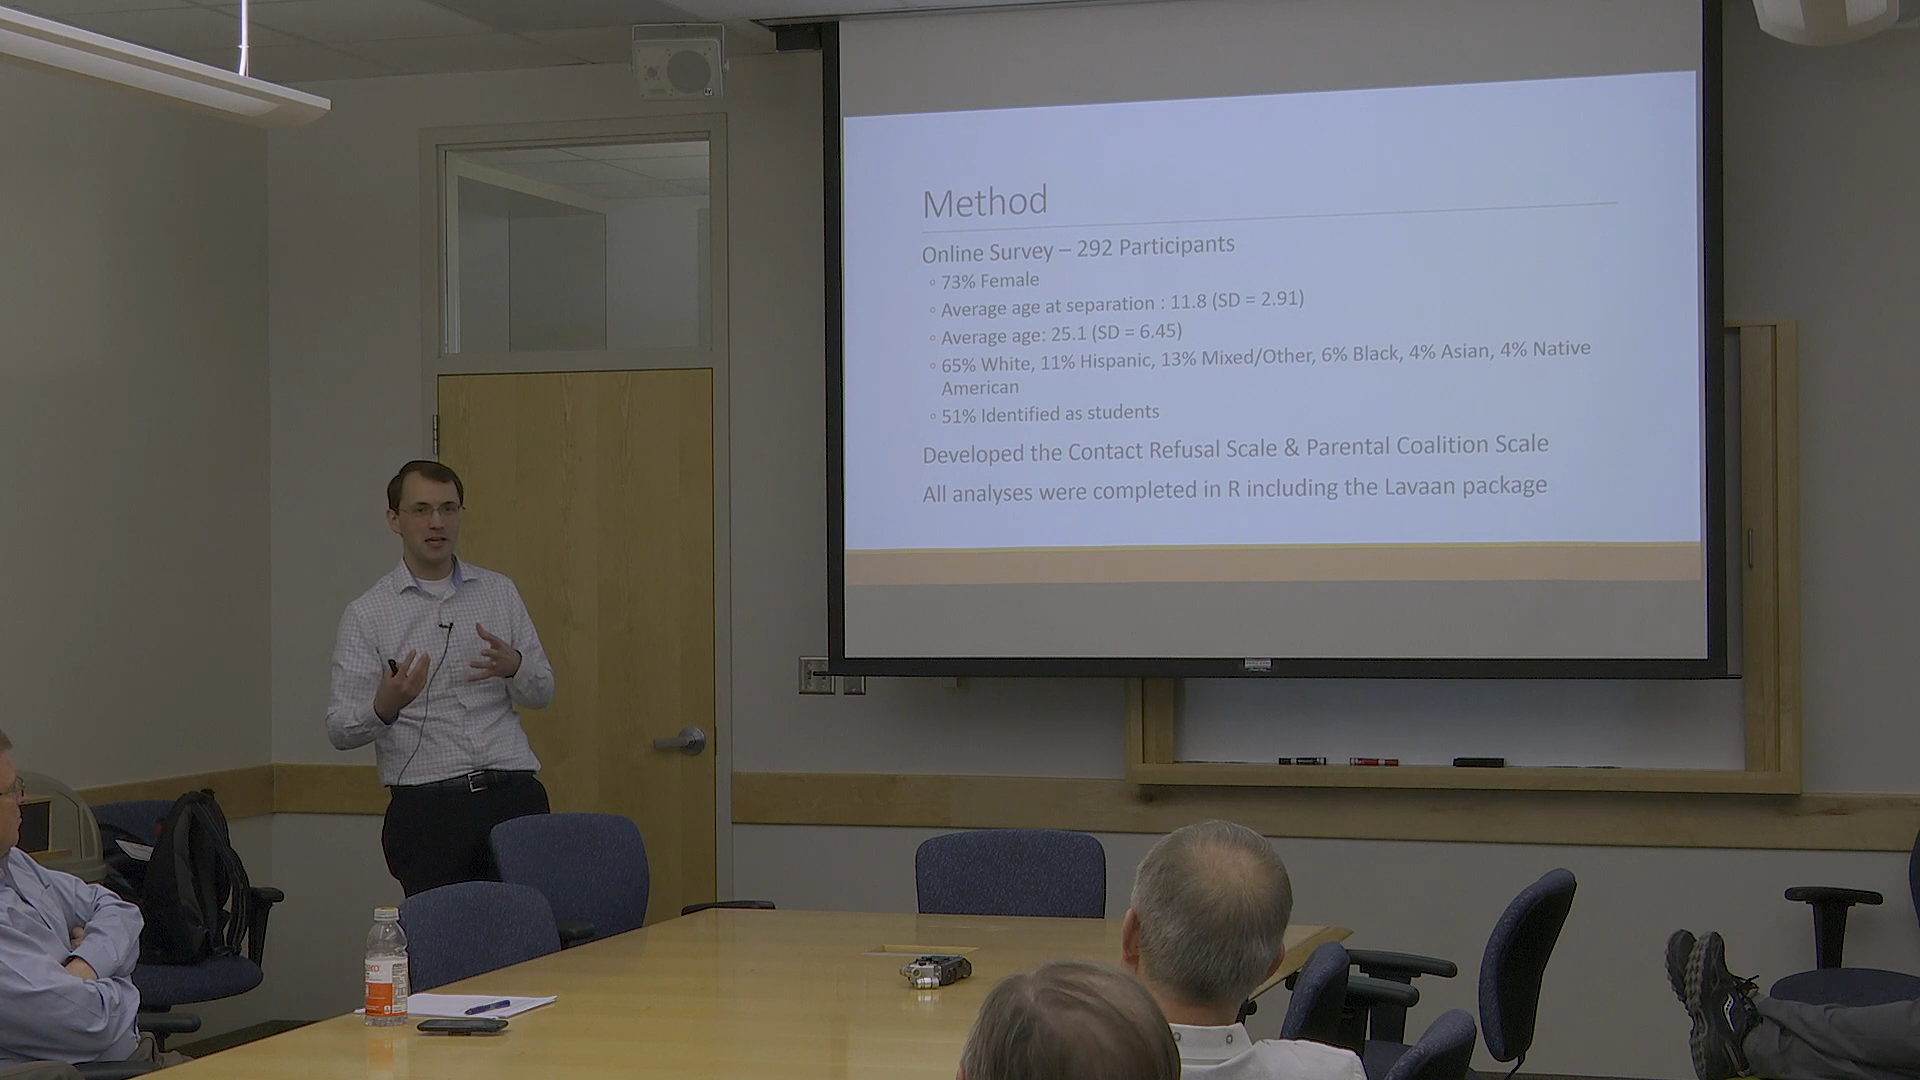 Method
Online Survey – 292 Participants
◦ 73% Female
◦ Average age at separation : 11.8 (SD = 2.91)
◦ Average age: 25.1 (SD = 6.45)
◦ 65% White, 11% Hispanic, 13% Mixed/Other, 6% Black, 4% Asian, 4% Native
American
◦ 51% Identified as students
Developed the Contact Refusal Scale & Parental Coalition Scale
All analyses were completed in R including the Lavaan package